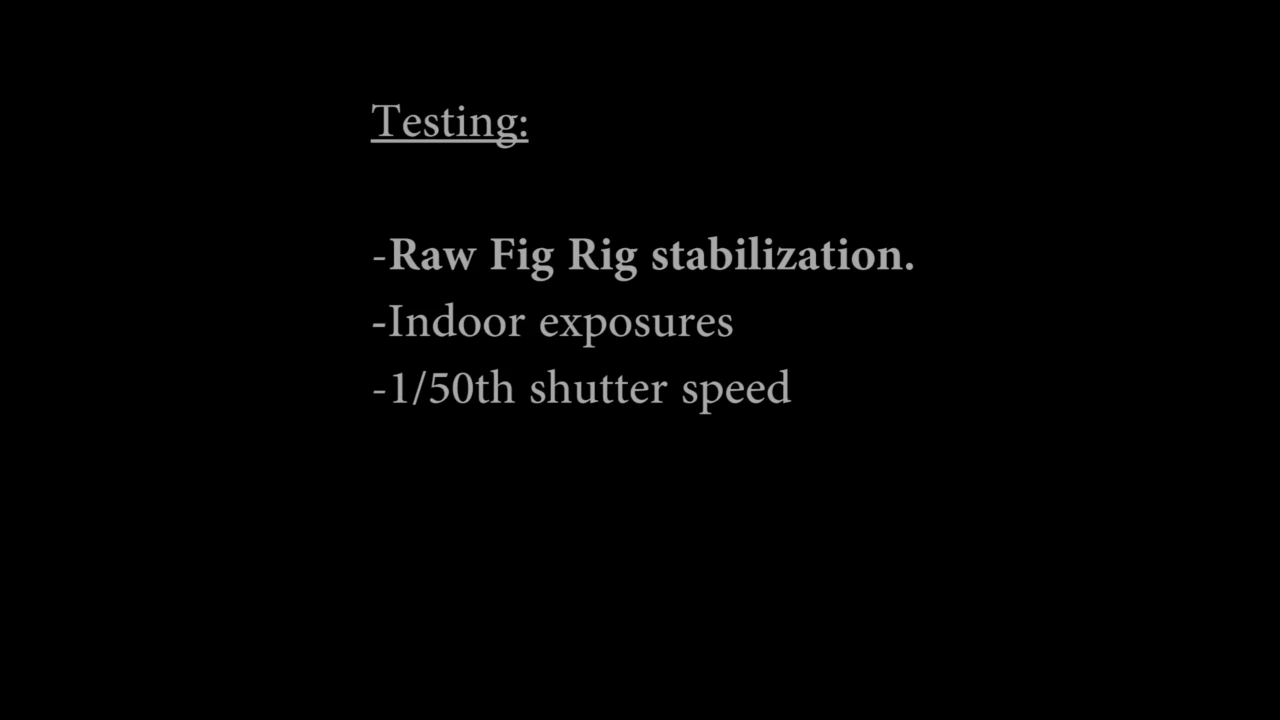 Testing:
-Raw Fig Rig stabilization.
-Indoor exposures
-1/50th shutter speed